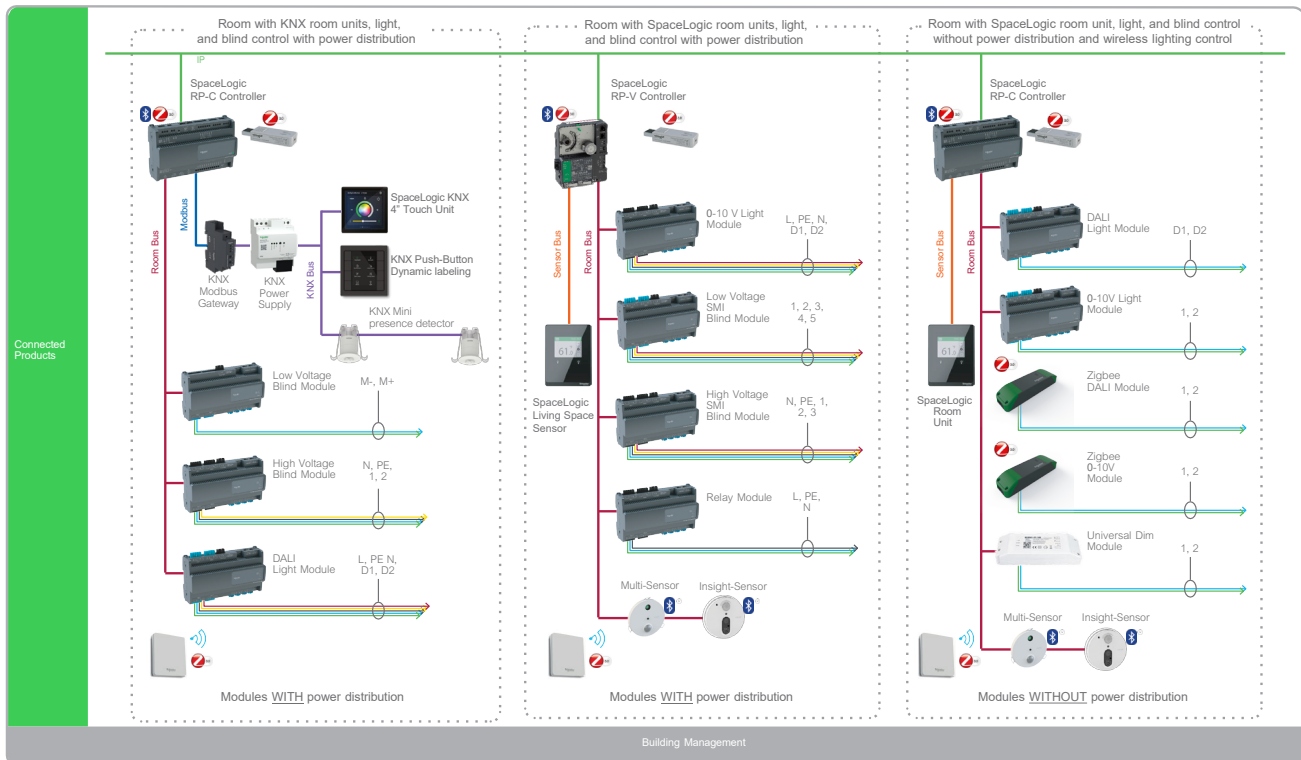 Connected
Products
Room with KNX room units, light,
and blind control with power distribution
IP
SpaceLogic
RP-C Controller
Room Bus
Modbus
KNX
Modbus
Gateway
KNX
Power
Supply
KNX Bus
SpaceLogic KNX
4" Touch Unit
KNX Push-Button
Dynamic labeling
KNX Mini
presence detector
Low Voltage
Blind Module
M-, M+
High Voltage
Blind Module
N, PE,
1, 2
DALI
Light Module
L, PE N,
D1, D2
Modules WITH power distribution
Room with SpaceLogic room units, light,
and blind control with power distribution
SpaceLogic
RP-V Controller
Sensor Bus
Room Bus
0-10 V Light
Module
L, PE, N,
D1, D2
Low Voltage
SMI
Blind Module
1, 2, 3,
4, 5
61
SpaceLogic
Living Space
Sensor
High Voltage
SMI
Blind Module
N, PE, 1,
2, 3
Relay Module
L, PE,
N
Multi-Sensor
Insight-Sensor
Modules WITH power distribution
Room with SpaceLogic room unit, light, and blind control
without power distribution and wireless lighting control
SpaceLogic
RP-C Controller
Sensor Bus
Room Bus
DALI
Light Module
D1, D2
0-10V Light
Module
1, 2
61
SpaceLogic
Room
Unit
Zigbee
DALI Module
1, 2
Zigbee
0-10V
Module
1, 2
Universal Dim
Module
1, 2
Multi-Sensor
Insight-Sensor
Modules WITHOUT power distribution
Building Management